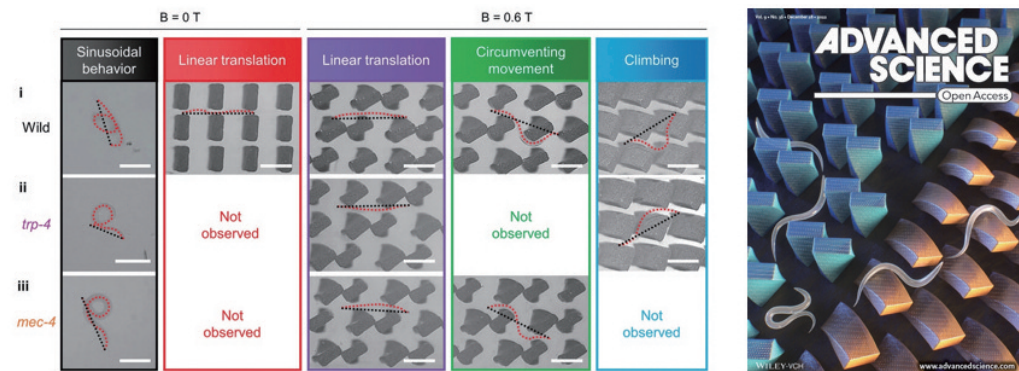 B = 0 T
B = 0.6 T
Sinusoidal
behavior
Linear translation
Linear translation
Circumventing
movement
Climbing
i
Wild
ii
trp-4
Not
observed
Not
observed
iii
mec-4
Not
observed
Not
observed
ADVANCED
SCIENCE
Open Access
WILEY-VCH
www.advancedscience.com